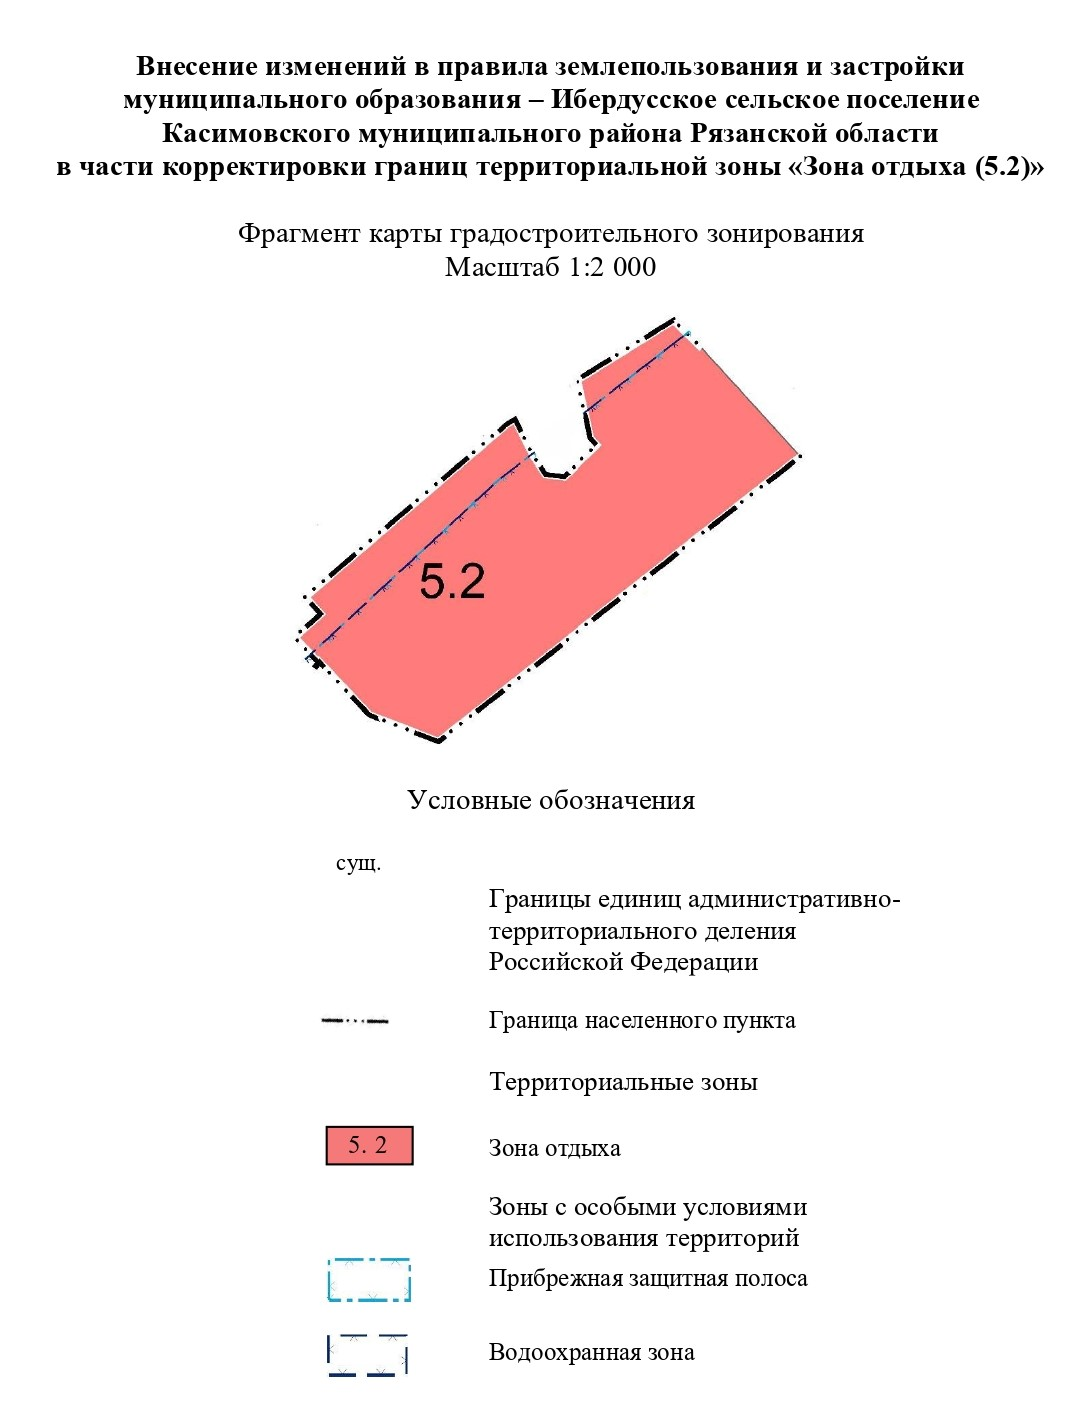 Внесение изменений в правила землепользования и застройки
муниципального образования – Ибердусское сельское поселение
Касимовского муниципального района Рязанской области
в части корректировки границ территориальной зоны «Зона отдыха (5.2)»
Фрагмент карты градостроительного зонирования
Масштаб 1:2 000
5.2
Условные обозначения
сущ.
Границы единиц административно-
территориального деления
Российской Федерации
Граница населенного пункта
Территориальные зоны
5. 2
Зона отдыха
Зоны с особыми условиями
использования территорий
Прибрежная защитная полоса
Водоохранная зона